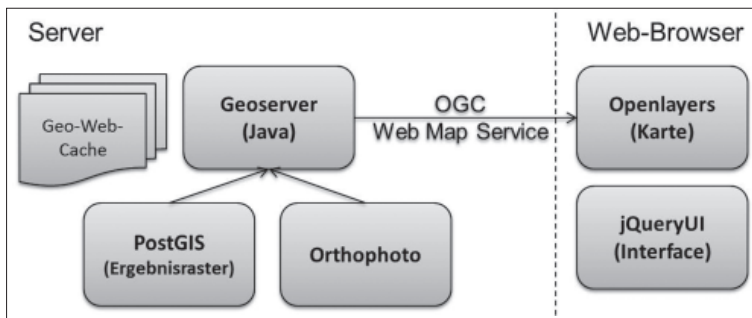 Server
Web-Browser
Geo-Web-
Cache
Geoserver
(Java)
OGC
Web Map Service
Openlayers
(Karte)
PostGIS
(Ergebnisraster)
Orthophoto
jQueryUI
(Interface)